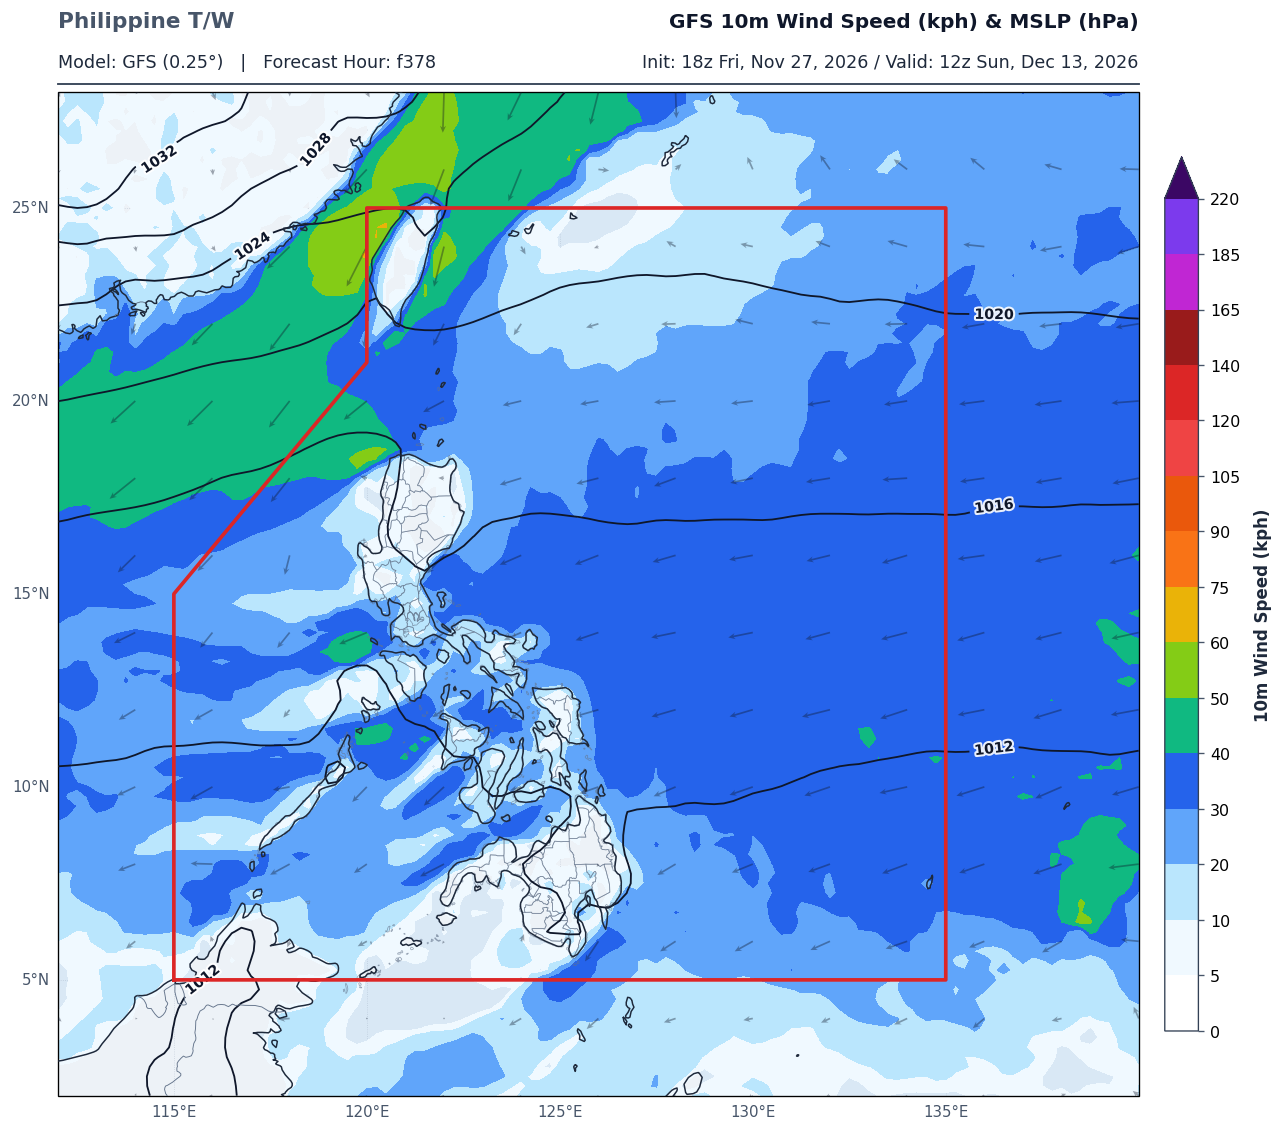 Philippine T/W
GFS 10m Wind Speed (kph) & MSLP (hPa)
Model: GFS (0.25°) | Forecast Hour: f378
Init: 18z Fri, Nov 27, 2026 / Valid: 12z Sun, Dec 13, 2026
1032
1028
1024
1020
1016
1012
1012
25°N
20°N
15°N
10°N
5°N
115°E
120°E
125°E
130°E
135°E
220
185
165
140
120
105
90
75
60
50
40
30
20
10
5
0
10m Wind Speed (kph)